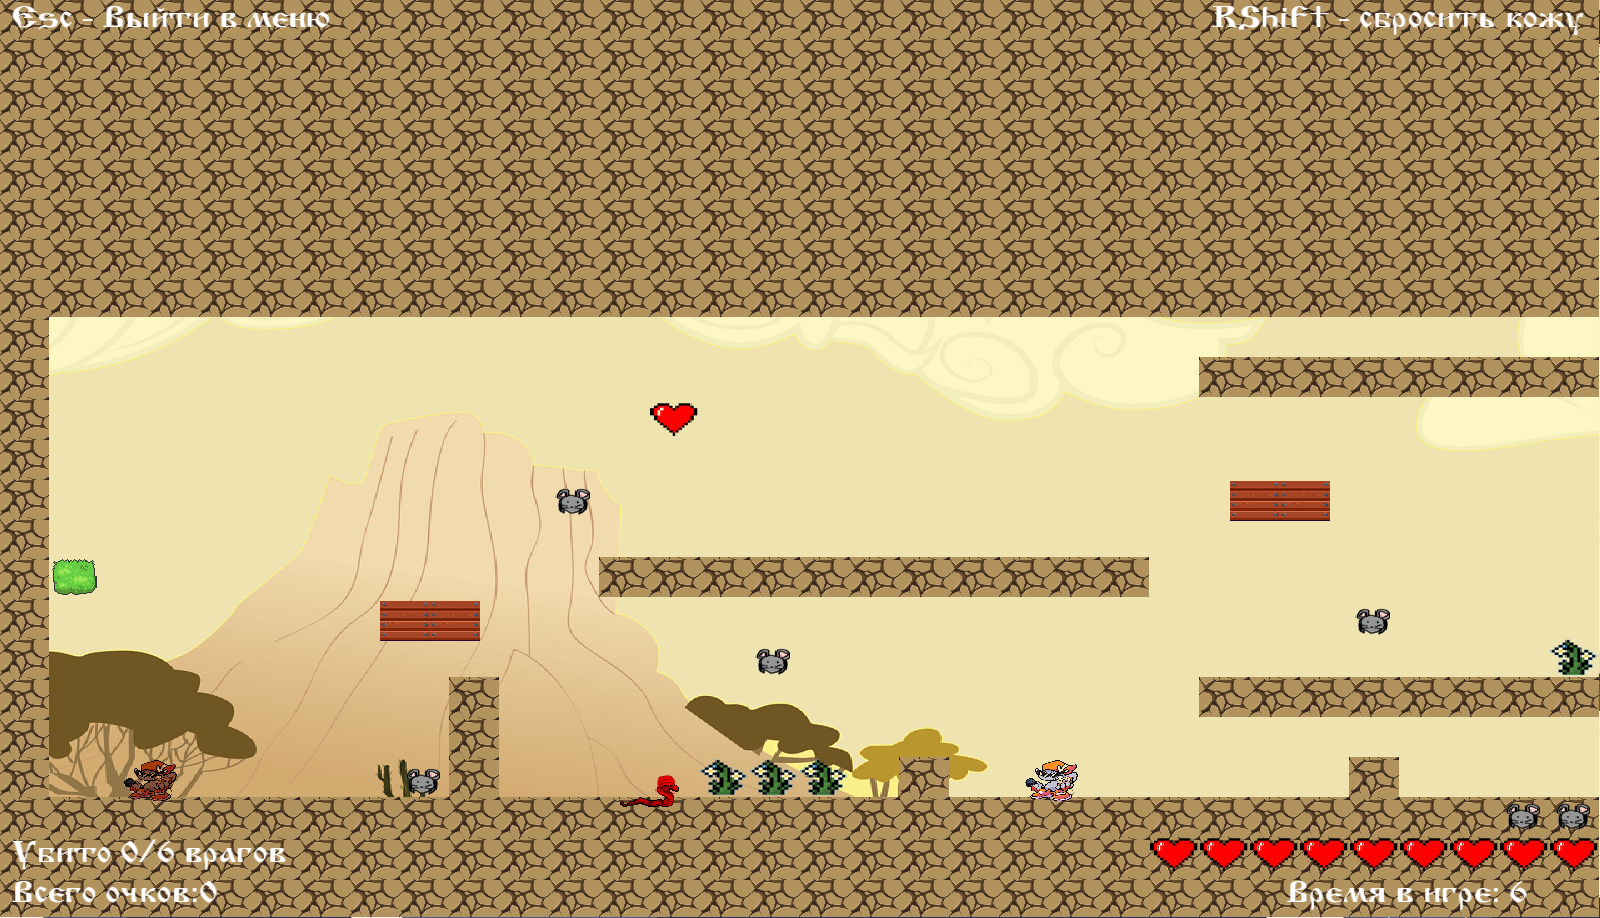 Esc - Выйти в меню
RShift - сбросить кожу
Убито 0/6 врагов
Всего очков:0
Время в игре: 6